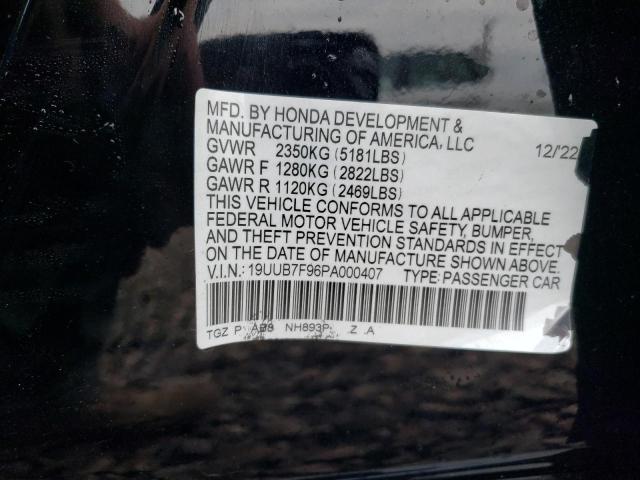 MFD. BY HONDA DEVELOPMENT &
MANUFACTURING OF AMERICA, LLC
12/'22
GVWR 2350KG (5181LBS)
GAWR F 1280KG (2822LBS)
GAWR R 1120KG (2469LBS)
THIS VEHICLE CONFORMS TO ALL APPLICABLE
FEDERAL MOTOR VEHICLE SAFETY, BUMPER,
AND THEFT PREVENTION STANDARDS IN EFFECT
ON THE DATE OF MANUFACTURE SHOWN ABOVE.
V.I.N.: 19UUB7F96PA000407 TYPE: PASSENGER CAR
TGZ P AB8 NH893P Z .A